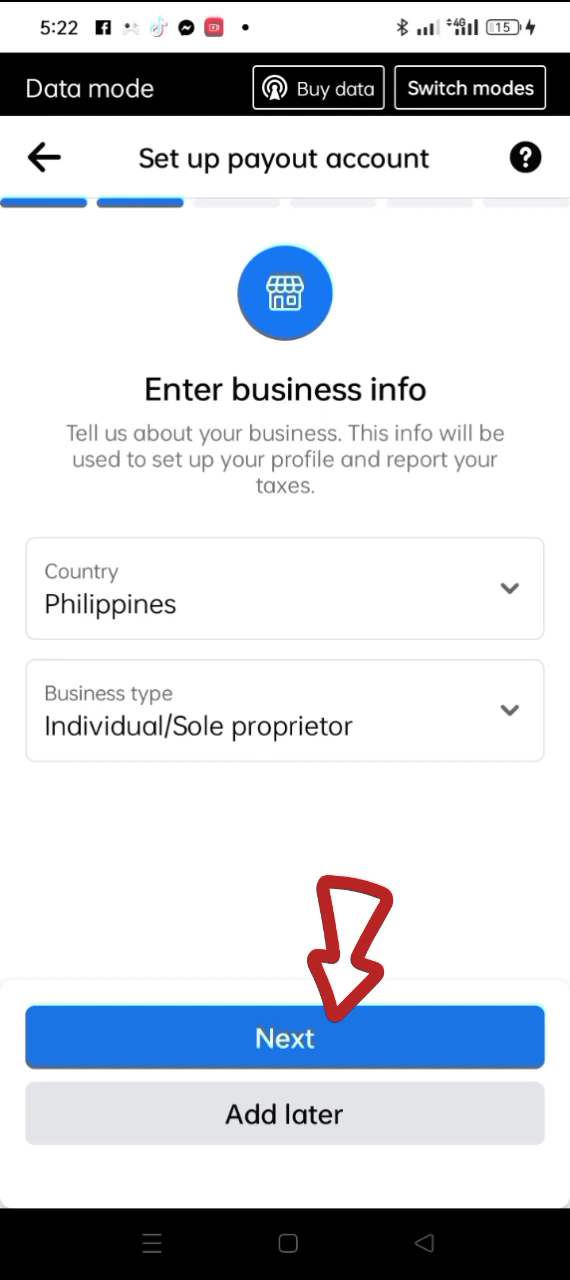 5:22
4G
15
Data mode
Buy data
Switch modes
Set up payout account
?
Enter business info
Tell us about your business. This info will be
used to set up your profile and report your
taxes.
Country
Philippines
Business type
Individual/Sole proprietor
Next
Add later